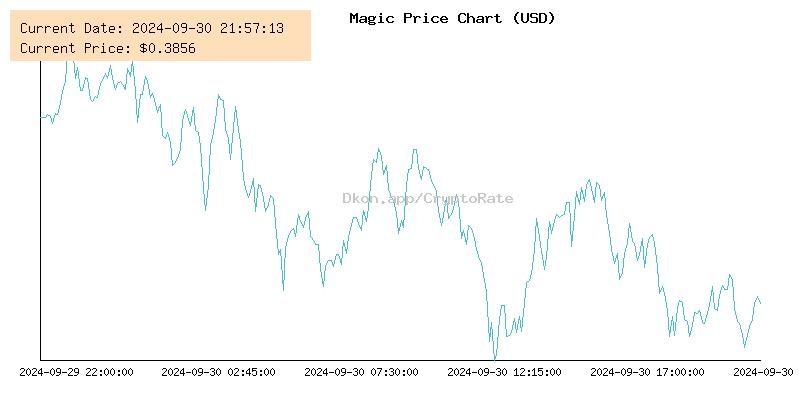 Magic Price Chart (USD)
Current Date: 2024-09-30 21:57:13
Current Price: $0.3856
Dkon.app/CryptoRate
2024-09-29 22:00:00 2024-09-30 02:45:00 2024-09-30 07:30:00 2024-09-30 12:15:00 2024-09-30 17:00:00 2024-09-30